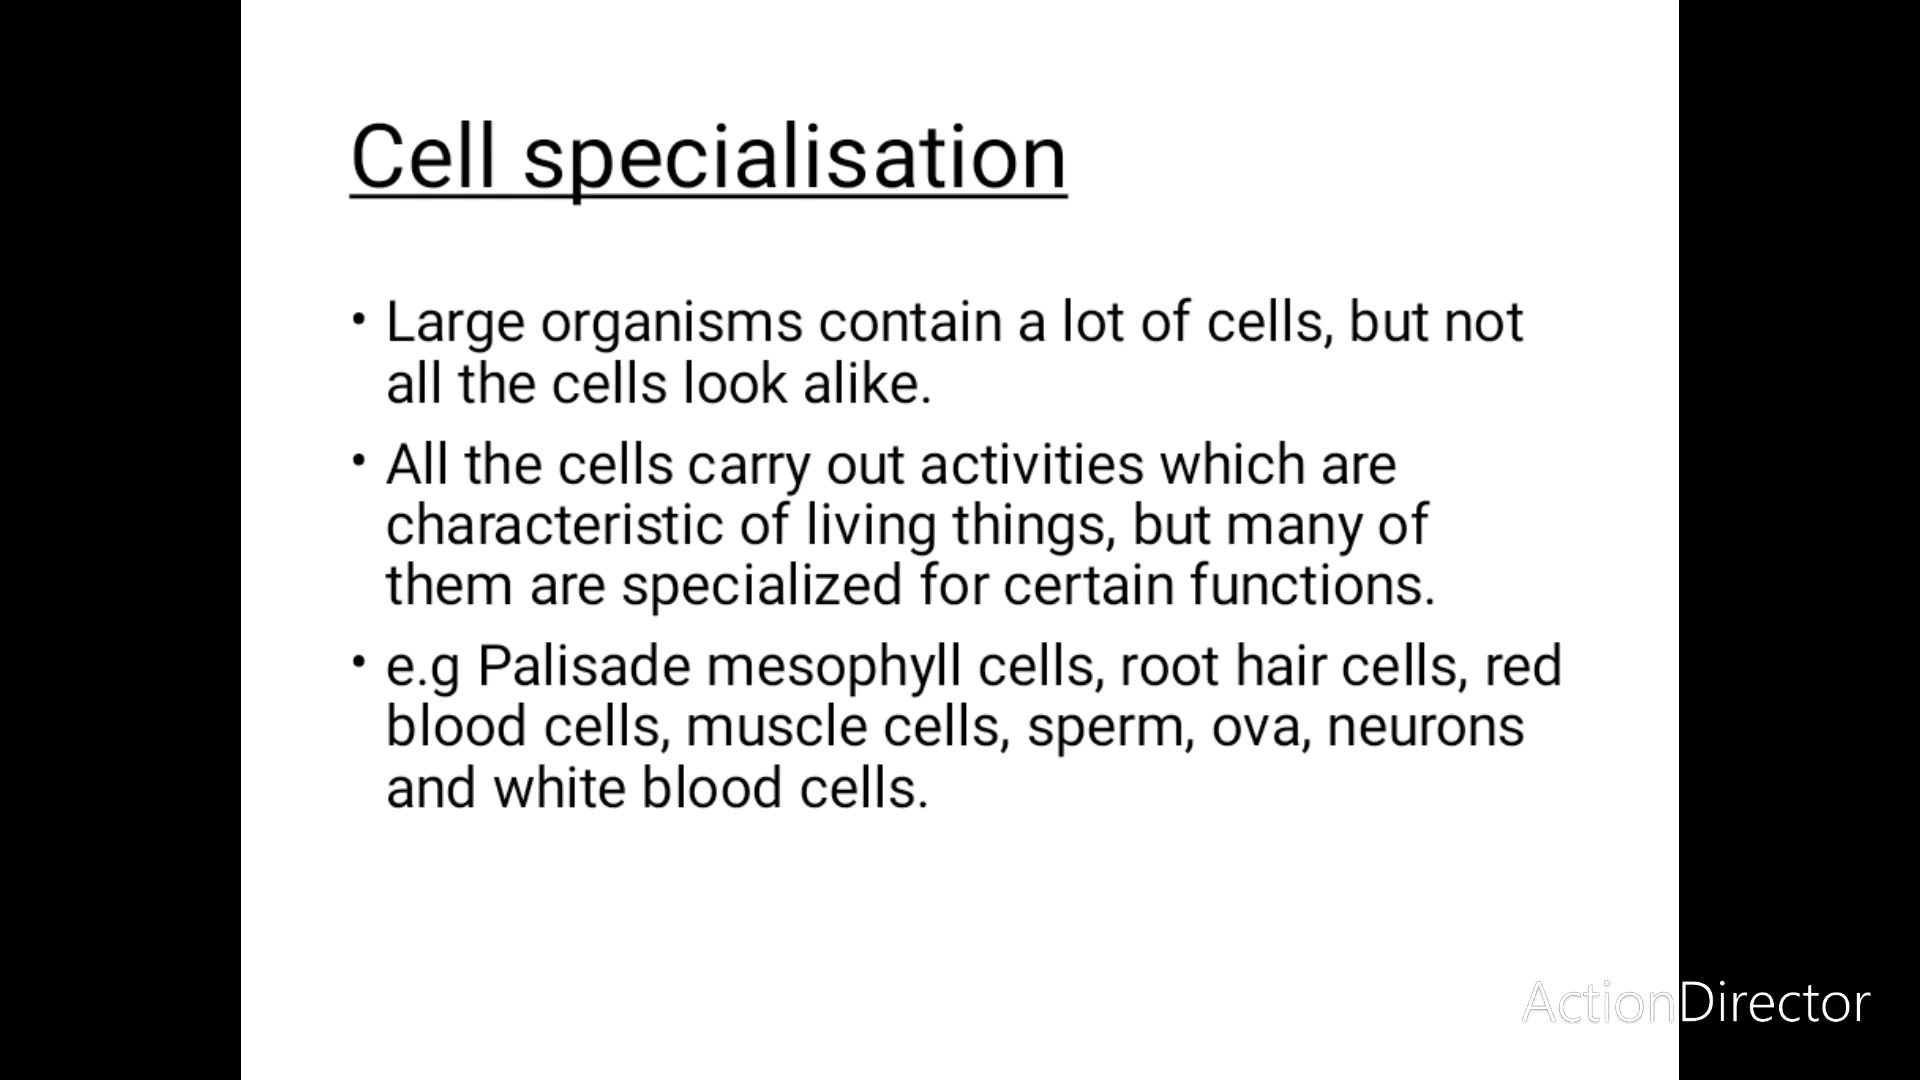 Cell specialisation
• Large organisms contain a lot of cells, but not
all the cells look alike.
• All the cells carry out activities which are
characteristic of living things, but many of
them are specialized for certain functions.
• e.g Palisade mesophyll cells, root hair cells, red
blood cells, muscle cells, sperm, ova, neurons
and white blood cells.
ActionDirector